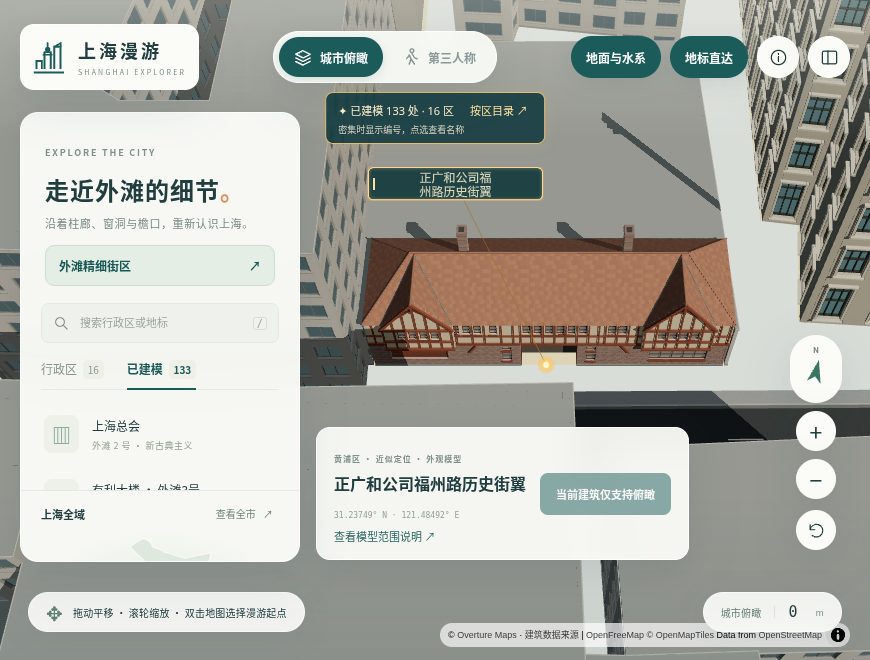 上海漫游
SHANGHAI EXPLORER
城市俯瞰
第三人称
地面与水系
地标直达
✦ 已建模 133 处 · 16 区 按区目录 ↗
密集时显示编号，点选查看名称
正广和公司福
州路历史街翼
EXPLORE THE CITY
走近外滩的细节。
沿着柱廊、窗洞与檐口，重新认识上海。
外滩精细街区 ↗
搜索行政区或地标 /
行政区 16 已建模 133
上海总会
外滩 2 号 · 新古典主义
有利大楼 · 外滩3号
上海全域 查看全市 ↗
黄浦区 · 近似定位 · 外观模型
正广和公司福州路历史街翼
31.23749° N · 121.48492° E
查看模型范围说明 ↗
当前建筑仅支持俯瞰
N
+
−
拖动平移 · 滚轮缩放 · 双击地图选择漫游起点
城市俯瞰 0 m
© Overture Maps · 建筑数据来源 | OpenFreeMap © OpenMapTiles Data from OpenStreetMap